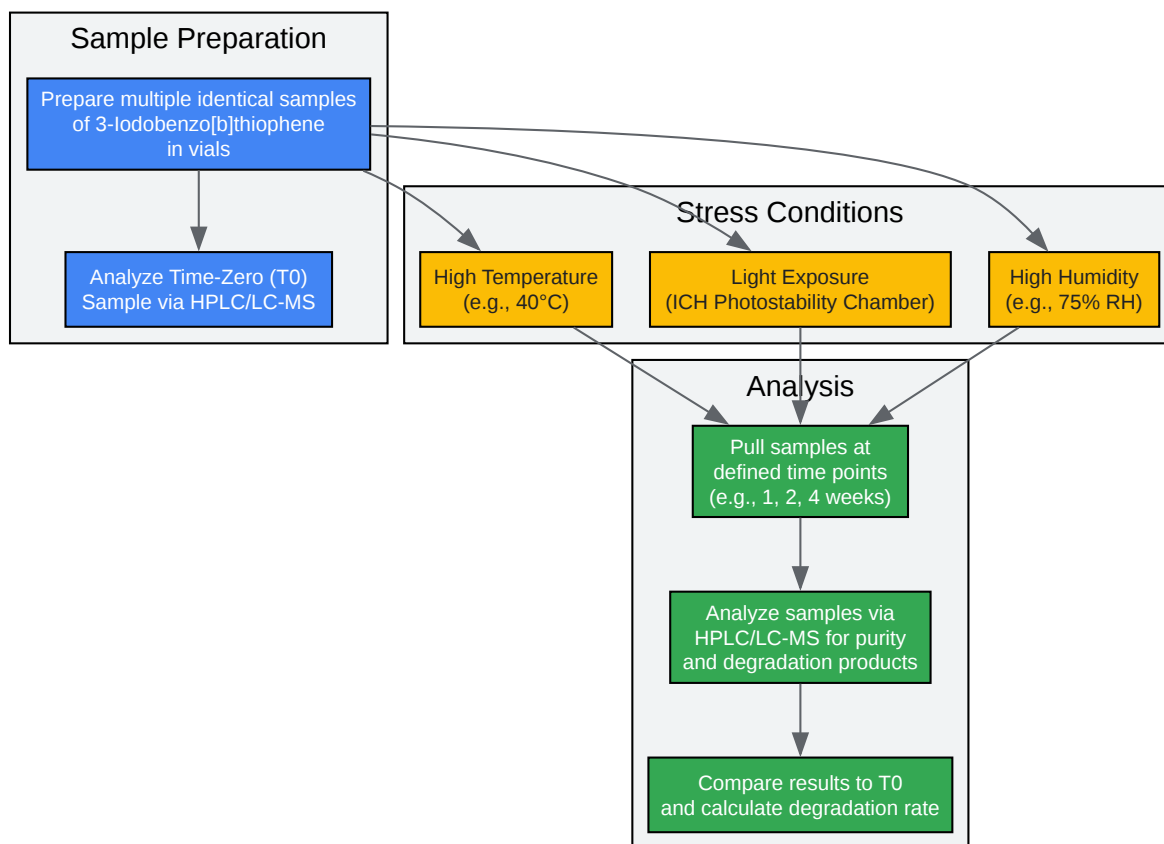 Sample Preparation
Prepare multiple identical samples
of 3-Iodobenzo[b]thiophene
in vials
Analyze Time-Zero (T0)
Sample via HPLC/LC-MS
Stress Conditions
High Temperature
(e.g., 40°C)
Light Exposure
(ICH Photostability Chamber)
High Humidity
(e.g., 75% RH)
Analysis
Pull samples at
defined time points
(e.g., 1, 2, 4 weeks)
Analyze samples via
HPLC/LC-MS for purity
and degradation products
Compare results to T0
and calculate degradation rate